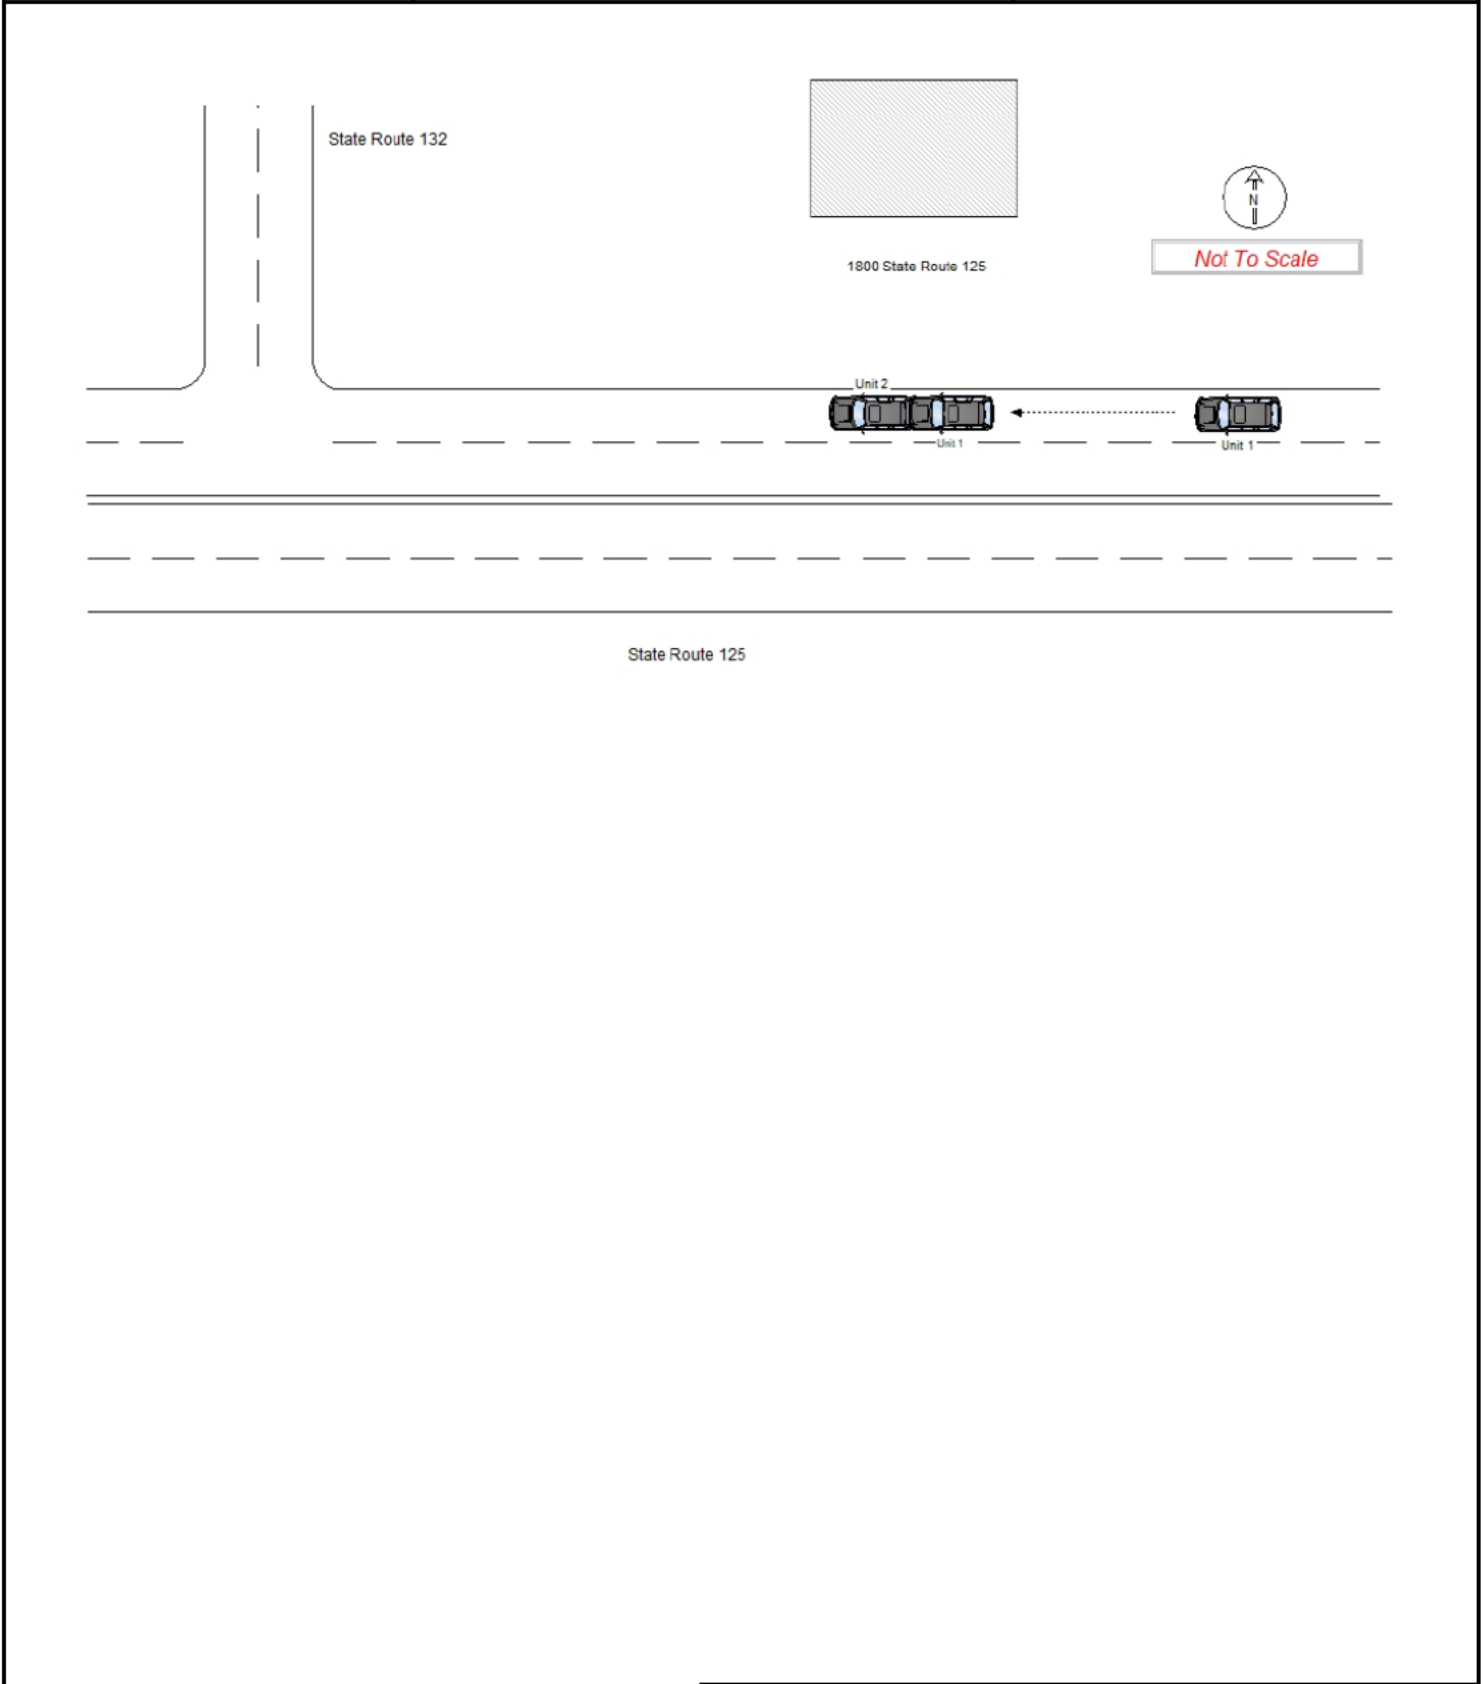 State Route 132
N
Not To Scale
1800 State Route 125
Unit 2
Unit 1
Unit 1
State Route 125